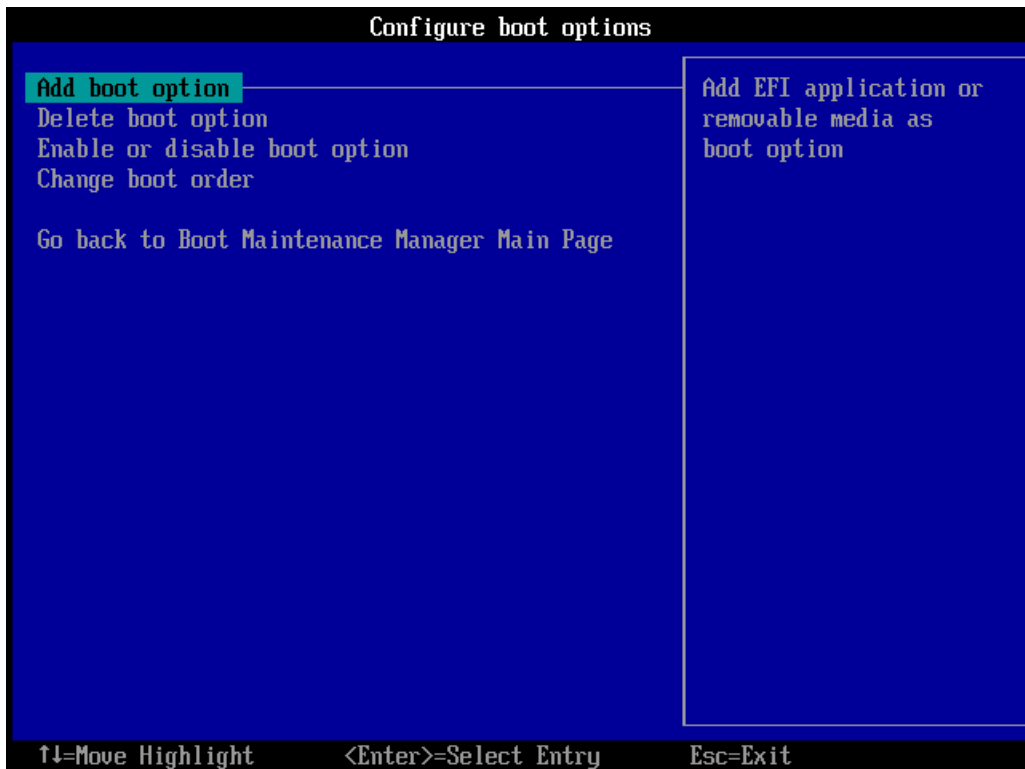 Configure boot options
Add boot option
Delete boot option
Enable or disable boot option
Change boot order
Go back to Boot Maintenance Manager Main Page
Add EFI application or
removable media as
boot option
↑↓=Move Highlight <Enter>=Select Entry Esc=Exit